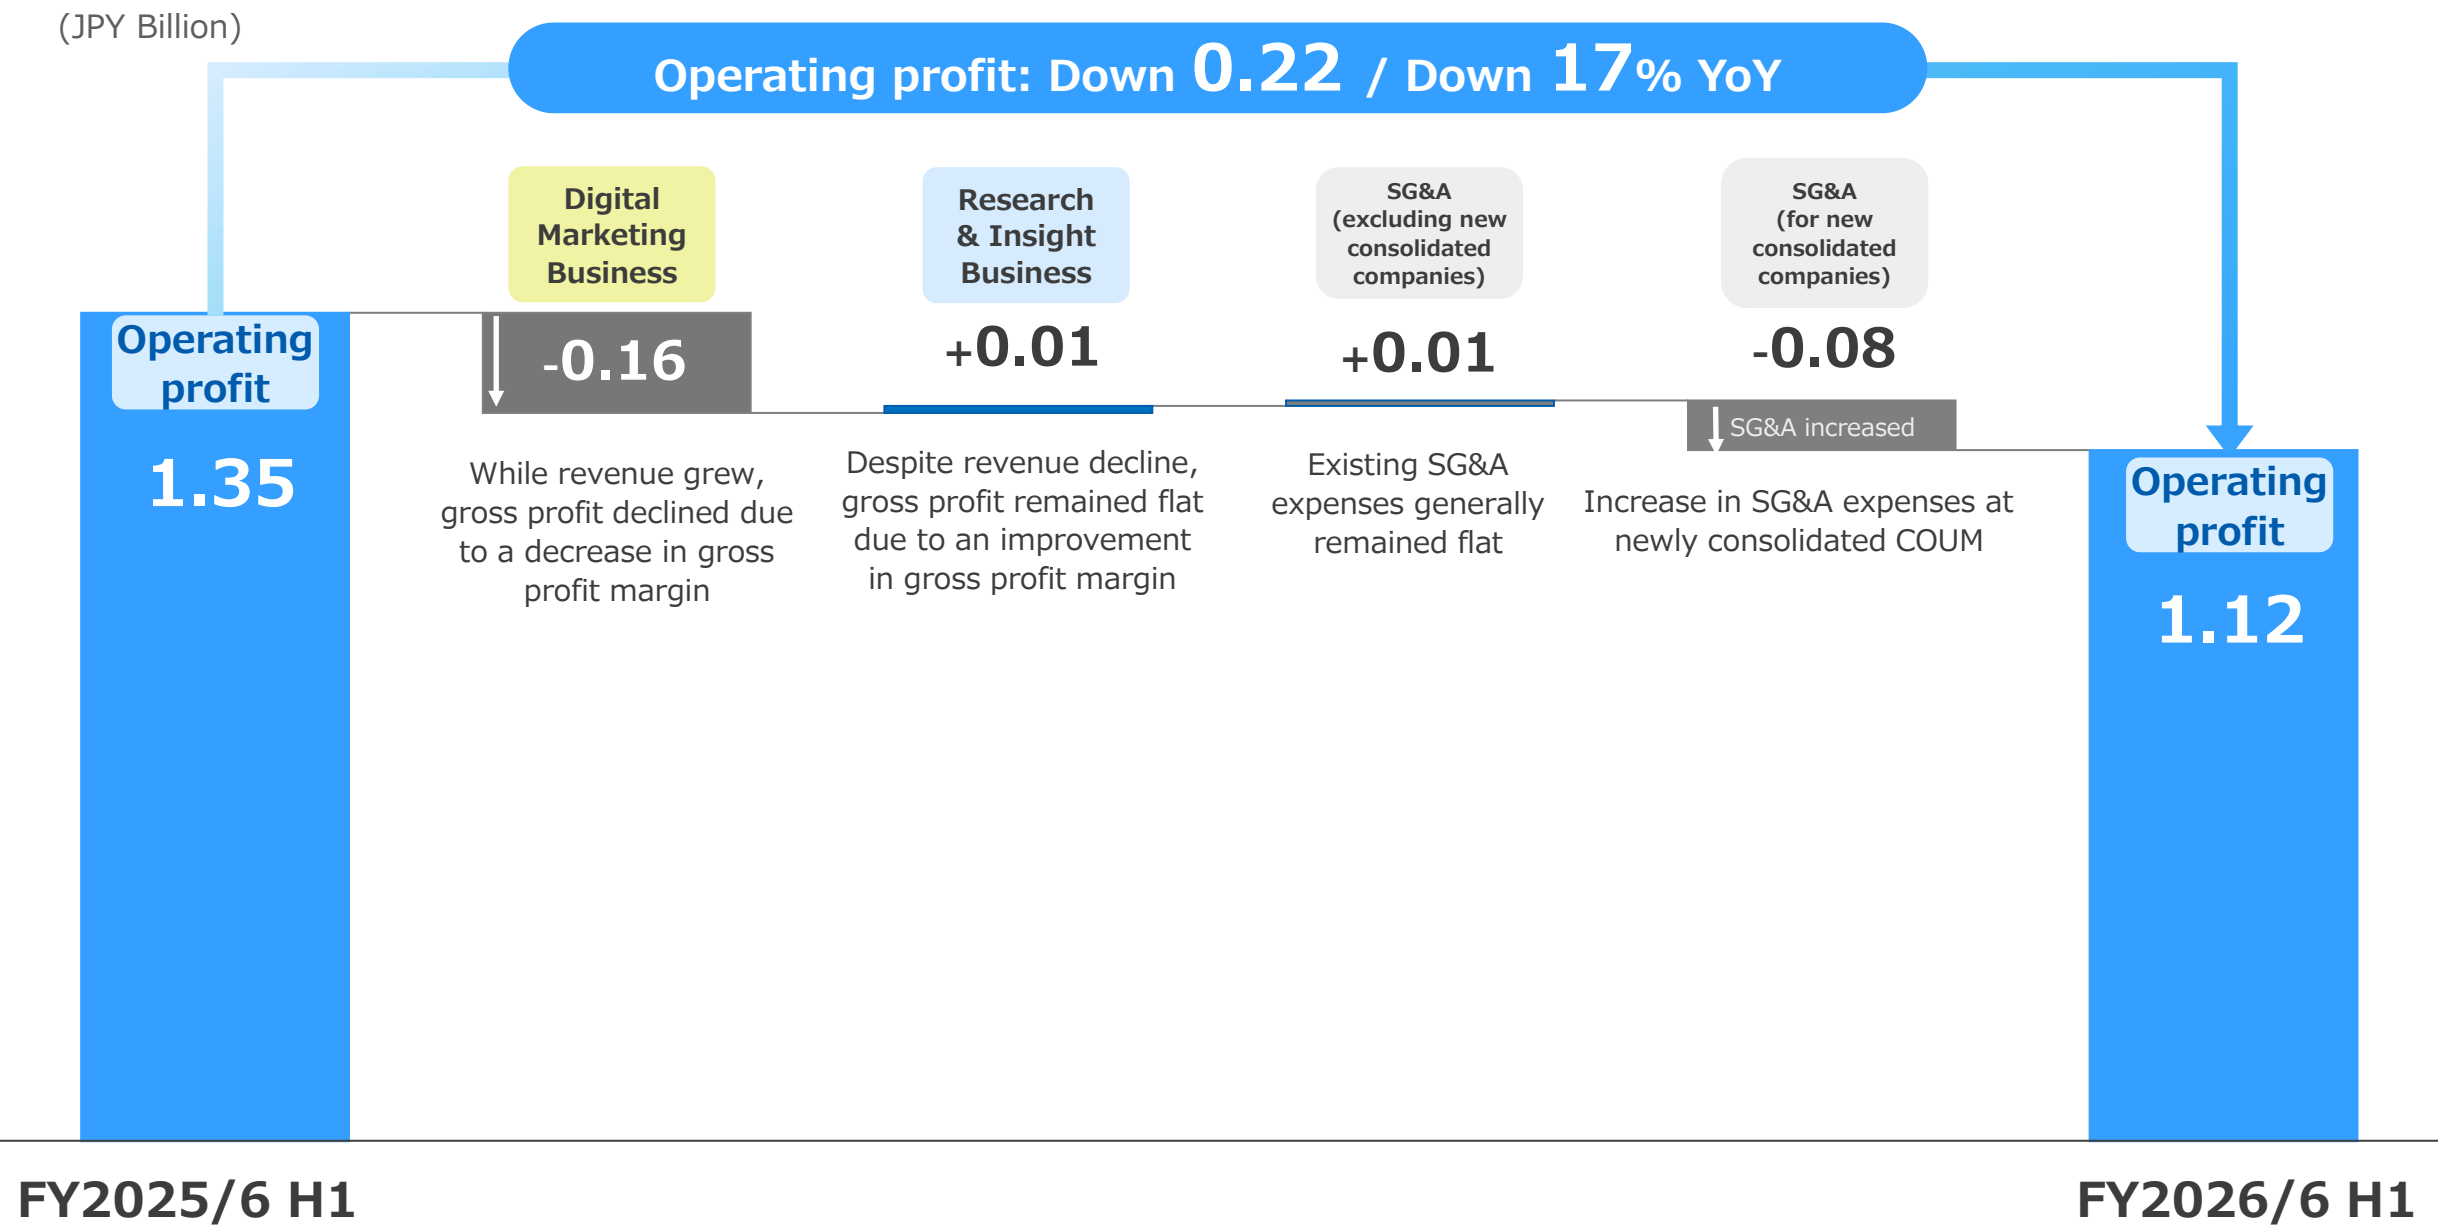 (JPY Billion)
Operating profit: Down 0.22 / Down 17% YoY
Digital
Marketing
Business
Research
& Insight
Business
SG&A
(excluding new
consolidated
companies)
SG&A
(for new
consolidated
companies)
Operating
profit
1.35
-0.16
+0.01
+0.01
-0.08
SG&A increased
While revenue grew,
gross profit declined due
to a decrease in gross
profit margin
Despite revenue decline,
gross profit remained flat
due to an improvement
in gross profit margin
Existing SG&A
expenses generally
remained flat
Increase in SG&A expenses at
newly consolidated COUM
Operating
profit
1.12
FY2025/6 H1
FY2026/6 H1